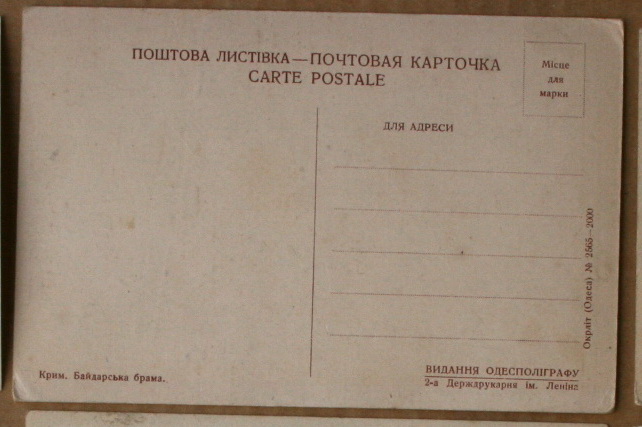 ПОШТОВА ЛИСТІВКА—ПОЧТОВАЯ КАРТОЧКА
CARTE POSTALE
Місце
для
марки
ДЛЯ АДРЕСИ
Крим. Байдарська брама.
ВИДАННЯ ОДЕСПОЛІГРАФУ
2-а Держдрукарня ім. Леніна
Окрліт (Одеса) № 2565—2000